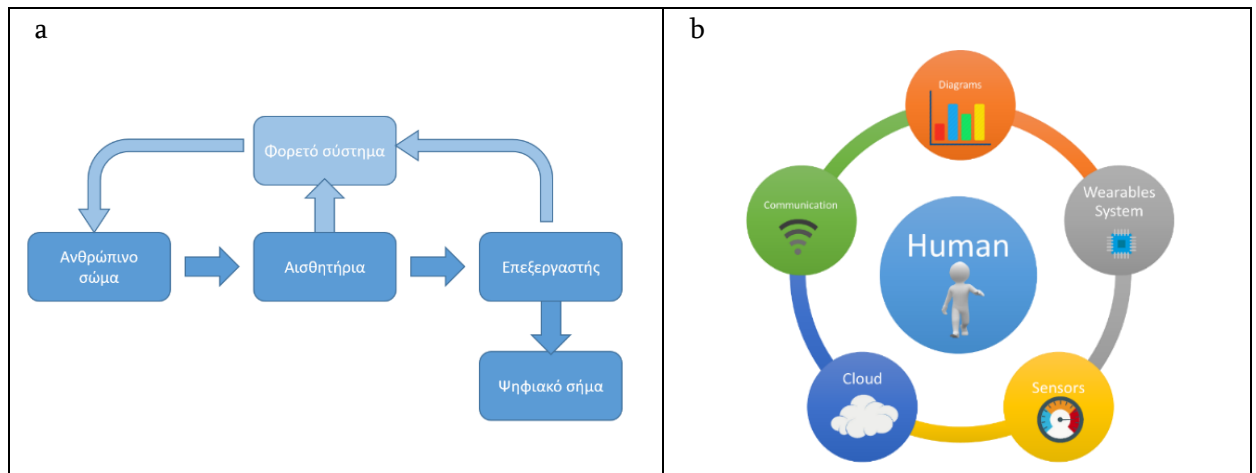 a
Φορετό σύστημα
Ανθρώπινο
σώμα
Αισθητήρια
Επεξεργαστής
Ψηφιακό σήμα
b
Diagrams
Communication
Wearables
System
Human
Cloud
Sensors